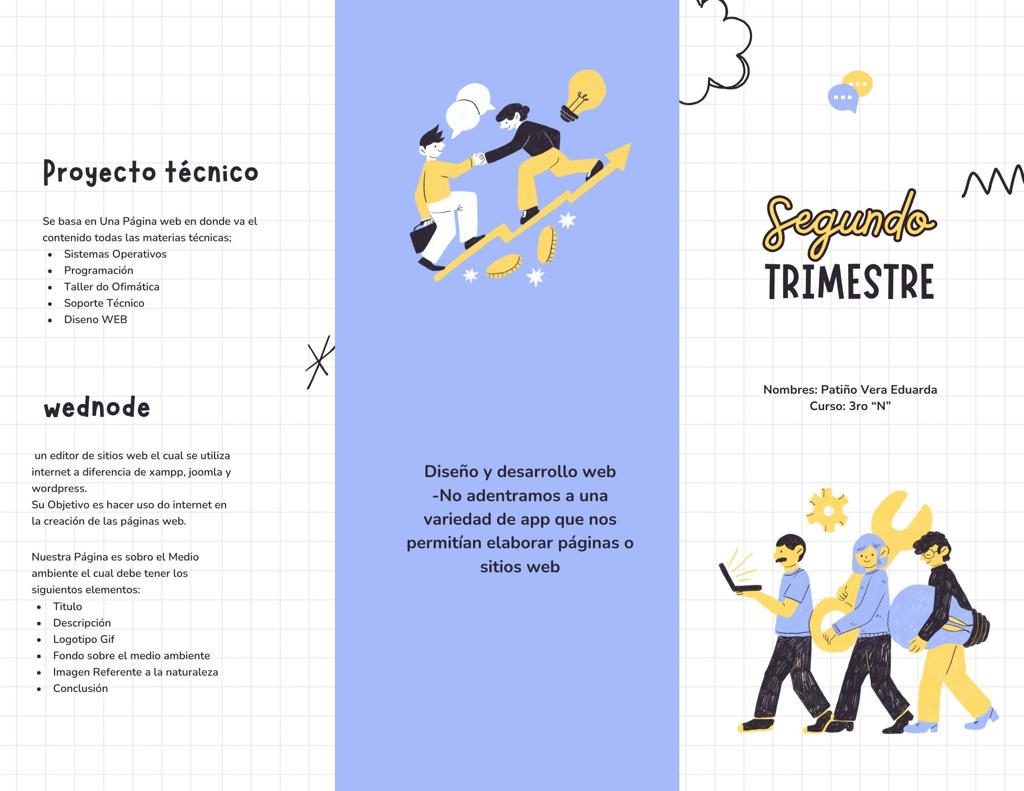 Proyecto técnico
Se basa en Una Página web en donde va el
contenido todas las materias técnicas;
• Sistemas Operativos
• Programación
• Taller do Ofimática
• Soporte Técnico
• Diseno WEB
wednode
un editor de sitios web el cual se utiliza
internet a diferencia de xampp, joomla y
wordpress.
Su Objetivo es hacer uso do internet en
la creación de las páginas web.
Nuestra Página es sobre el Medio
ambiente el cual debe tener los
siguientos elementos:
• Titulo
• Descripción
• Logotipo Gif
• Fondo sobre el medio ambiente
• Imagen Referente a la naturaleza
• Conclusión
Diseño y desarrollo web
-No adentramos a una
variedad de app que nos
permitían elaborar páginas o
sitios web
Segundo
TRIMESTRE
Nombres: Patiño Vera Eduarda
Curso: 3ro “N”